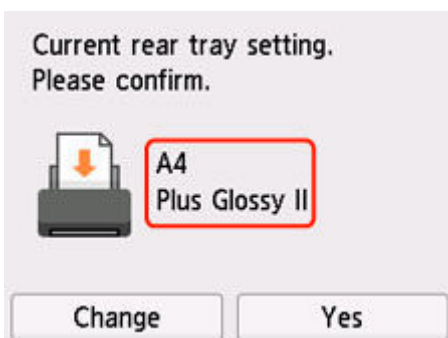 Current rear tray setting.
Please confirm.
A4
Plus Glossy II
Change
Yes